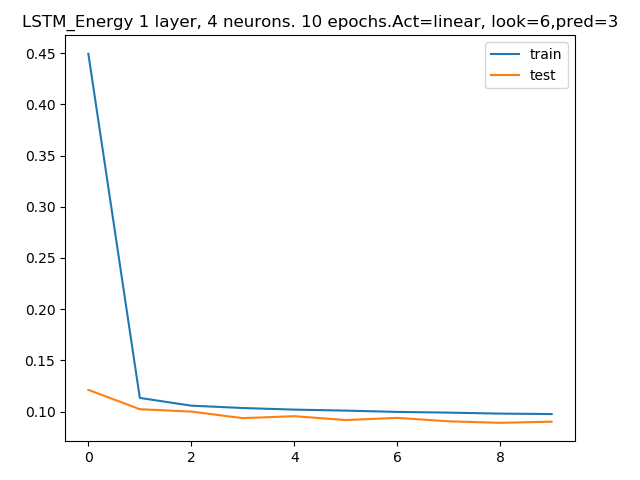 LSTM_Energy 1 layer, 4 neurons. 10 epochs.Act=linear, look=6,pred=3
train
test
0.45
0.40
0.35
0.30
0.25
0.20
0.15
0.10
0 2 4 6 8